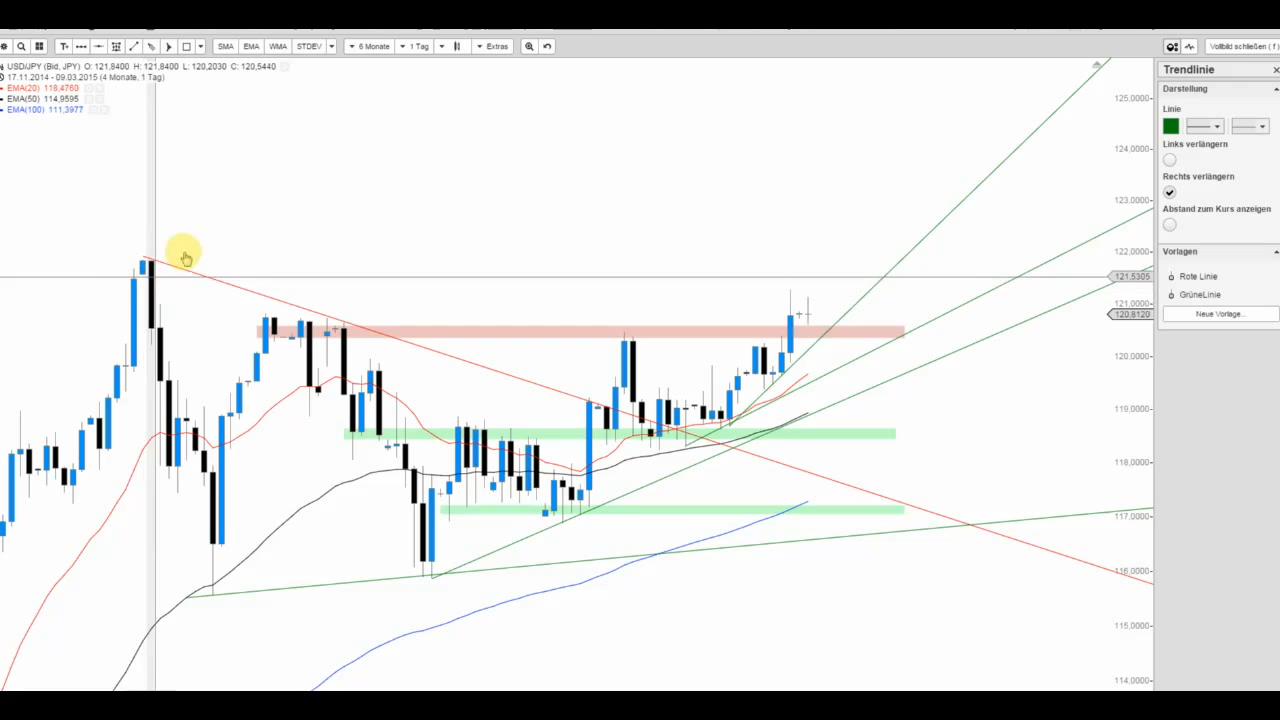 T SMA EMA WMA STDEV 6 Monate 1 Tag Extras Vollbild schließen ( f )
USD/JPY (Bid, JPY) O: 121,8400 H: 121,8400 L: 120,2030 C: 120,5440
17.11.2014 - 09.03.2015 (4 Monate, 1 Tag)
EMA(20) 118,4760
EMA(50) 114,9595
EMA(100) 111,3977
125,0000
124,0000
123,0000
122,0000
121,5305
121,0000
120,8120
120,0000
119,0000
118,0000
117,0000
116,0000
115,0000
114,0000
Trendlinie
Darstellung
Linie
Links verlängern
Rechts verlängern
Abstand zum Kurs anzeigen
Vorlagen
Rote Linie
GrüneLinie
Neue Vorlage...